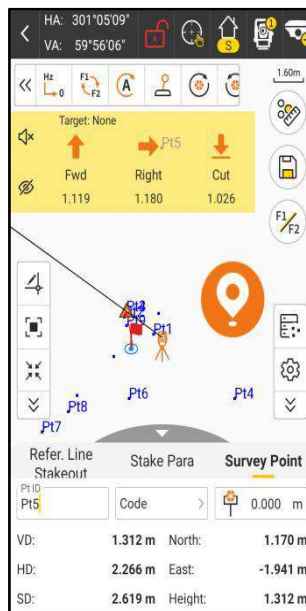 HA: 301°05'09"
VA: 59°56'06"
S
1
Hz
F1
F2
A
1.60m
Target: None
Pt5
Fwd
Right
Cut
1.119
1.180
1.026
F1/F2
Pt1
Pt6
Pt4
Pt8
Pt7
Refer. Line Stakeout
Stake Para
Survey Point
Pt ID
Pt5
Code
0.000 m
VD: 1.312 m North: 1.170 m
HD: 2.266 m East: -1.941 m
SD: 2.619 m Height: 1.312 m